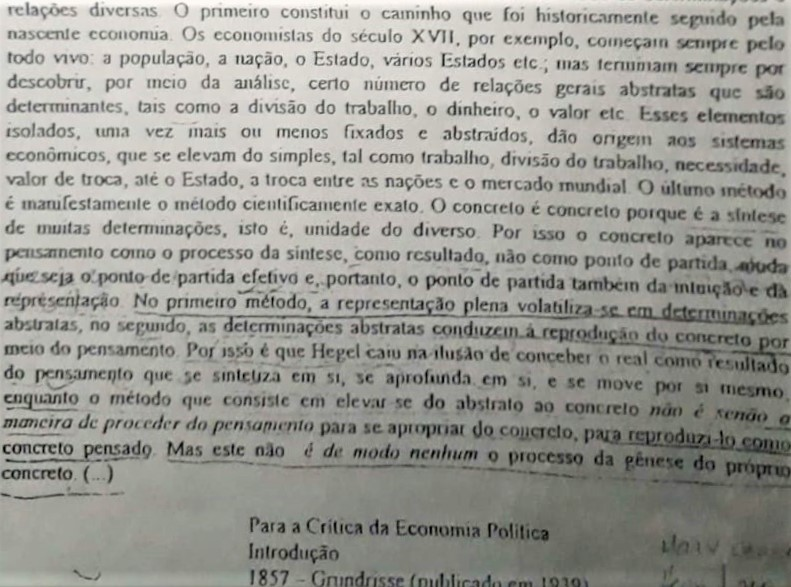 relações diversas. O primeiro constitui o caminho que foi historicamente seguido pela
nascente economia. Os economistas do século XVII, por exemplo, começam sempre pelo
todo vivo: a população, a nação, o Estado, vários Estados etc.; mas terminam sempre por
descobrir, por meio da análise, certo número de relações gerais abstratas que são
determinantes, tais como a divisão do trabalho, o dinheiro, o valor etc. Esses elementos
isolados, uma vez mais ou menos fixados e abstraídos, dão origem aos sistemas
econômicos, que se elevam do simples, tal como trabalho, divisão do trabalho, necessidade,
valor de troca, até o Estado, a troca entre as nações e o mercado mundial. O último método
é manifestamente o método cientificamente exato. O concreto é concreto porque é a síntese
de muitas determinações, isto é, unidade do diverso. Por isso o concreto aparece no
pensamento como o processo da síntese, como resultado, não como ponto de partida, ainda
que seja o ponto de partida efetivo e, portanto, o ponto de partida também da intuição e da
representação. No primeiro método, a representação plena volatiliza-se em determinações
abstratas, no segundo, as determinações abstratas conduzem à reprodução do concreto por
meio do pensamento. Por isso é que Hegel caiu na ilusão de conceber o real como resultado
do pensamento que se sintetiza em si, se aprofunda em si, e se move por si mesmo,
enquanto o método que consiste em elevar-se do abstrato ao concreto não é senão a
maneira de proceder do pensamento para se apropriar do concreto, para reproduzi-lo como
concreto pensado. Mas este não é de modo nenhum o processo da gênese do próprio
concreto. (...)
Para a Crítica da Economia Política
Introdução
1857 – Grundrisse (publicado em 1939)